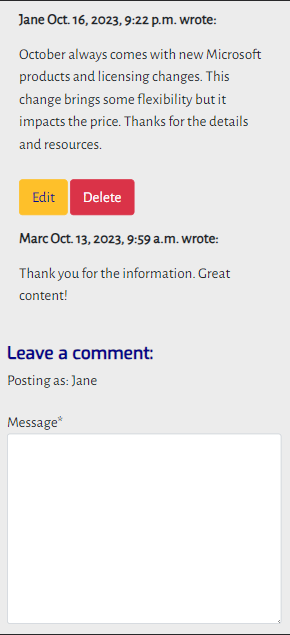 Jane Oct. 16, 2023, 9:22 p.m. wrote:
October always comes with new Microsoft
products and licensing changes. This
change brings some flexibility but it
impacts the price. Thanks for the details
and resources.
Edit Delete
Marc Oct. 13, 2023, 9:59 a.m. wrote:
Thank you for the information. Great
content!
Leave a comment:
Posting as: Jane
Message*